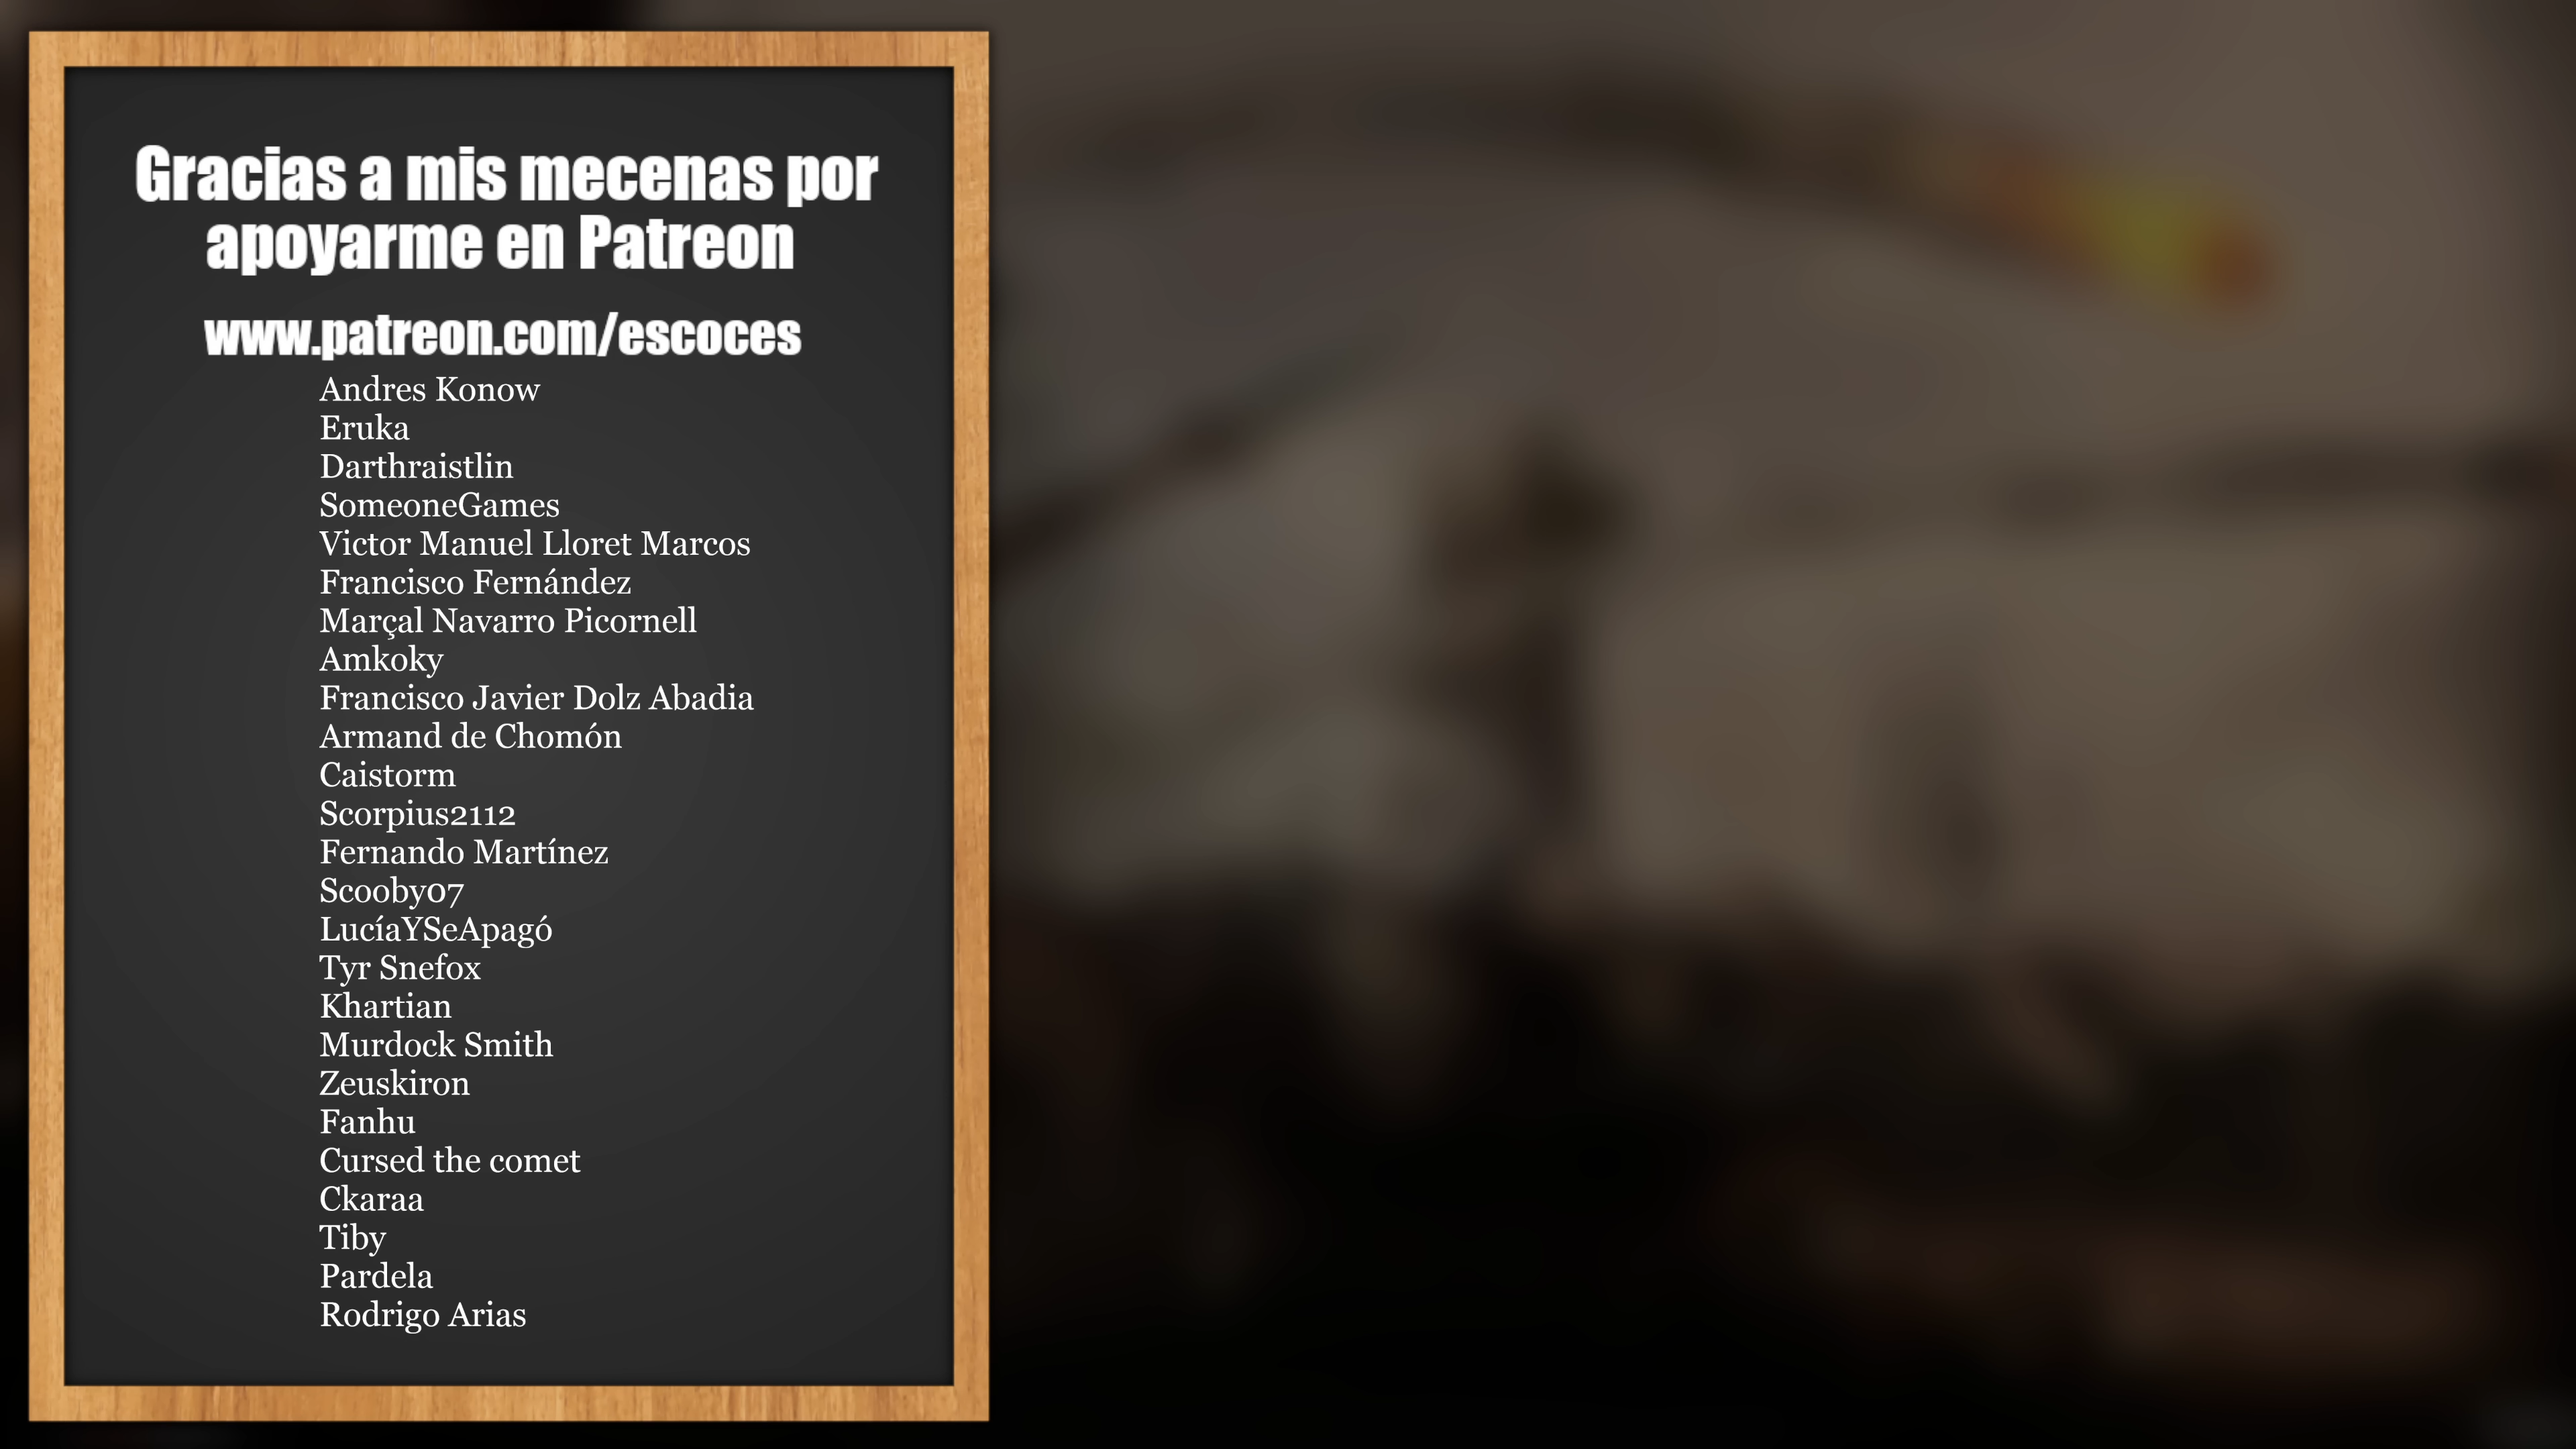 Gracias a mis mecenas por
apoyarme en Patreon
www.patreon.com/escoces
Andres Konow
Eruka
Darthraistlin
SomeoneGames
Victor Manuel Lloret Marcos
Francisco Fernández
Marçal Navarro Picornell
Amkoky
Francisco Javier Dolz Abadia
Armand de Chomón
Caistorm
Scorpius2112
Fernando Martínez
Scooby07
LucíaYSeApagó
Tyr Snefox
Khartian
Murdock Smith
Zeuskiron
Fanhu
Cursed the comet
Ckaraa
Tiby
Pardela
Rodrigo Arias